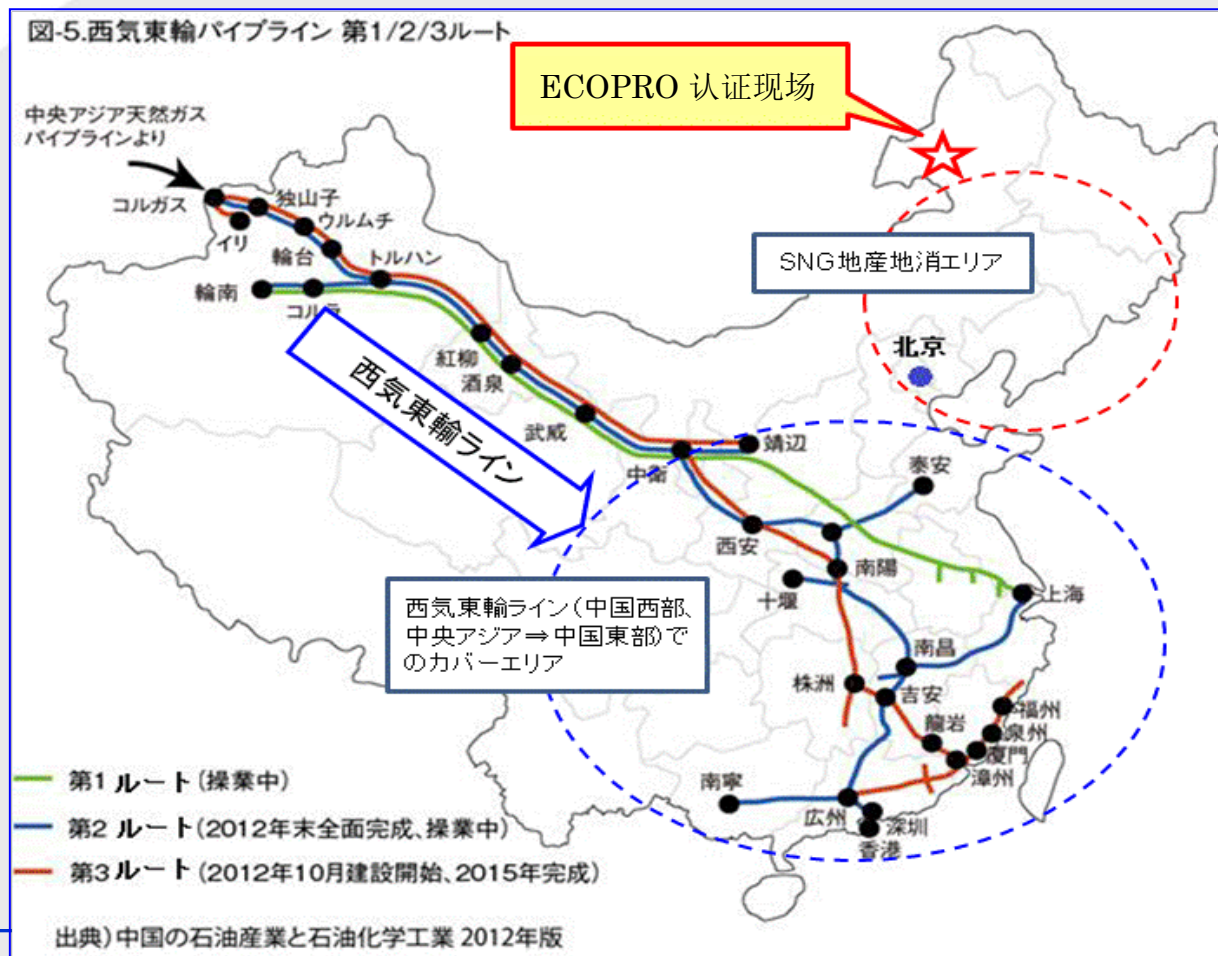 図-5.西気東輸パイプライン 第1/2/3ルート
ECOPRO 认证现场
中央アジア天然ガス
パイプラインより
コルガス
独山子
イリ
ウルムチ
輪台
トルハン
輪南
コルラ
SNG地産地消エリア
北京
紅柳
酒泉
西気東輸ライン
武威
中衛
靖辺
泰安
西安
南陽
十堰
上海
西気東輸ライン(中国西部、
中央アジア⇒中国東部)で
のカバーエリア
南昌
株洲
吉安
龍岩
福州
泉州
厦門
漳州
南寧
広州
深圳
香港
第1 ルート (操業中)
第2 ルート (2012年末全面完成、操業中)
第3 ルート (2012年10月建設開始、2015年完成)
出典)中国の石油産業と石油化学工業 2012年版